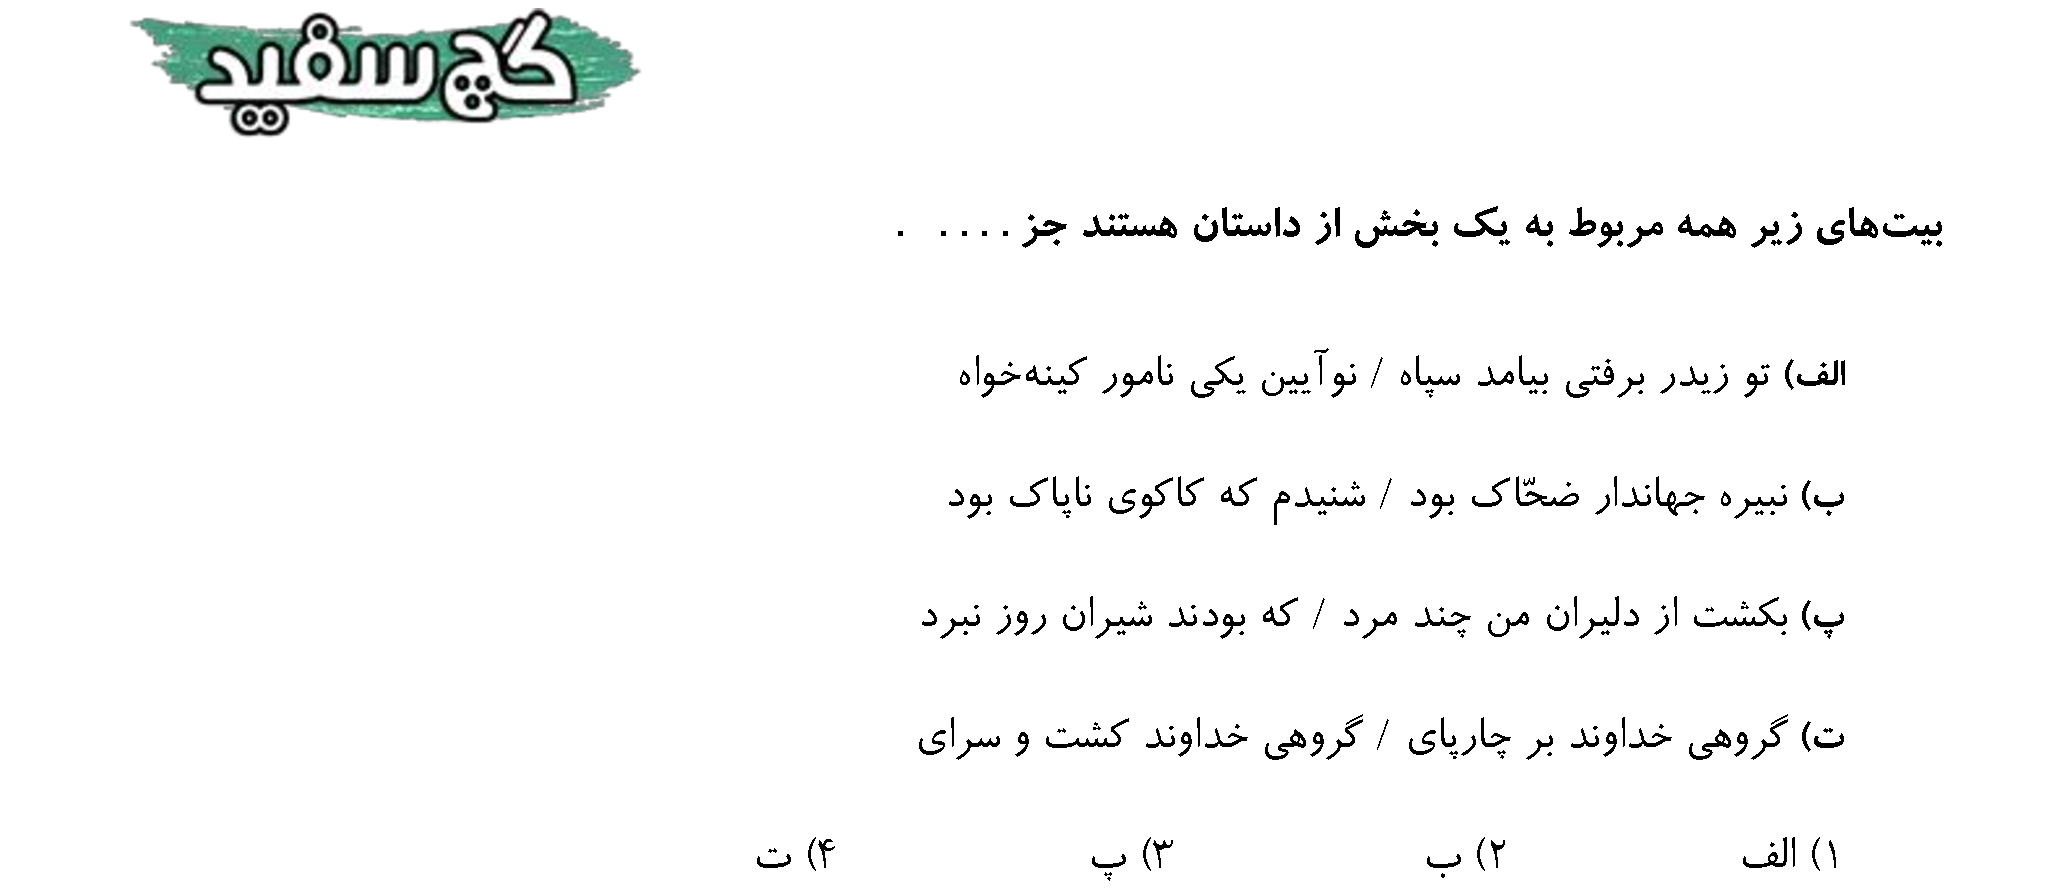 گچ سفید
بیت‌های زیر همه مربوط به یک بخش از داستان هستند جز . . . . .
الف) تو زیدر برفتی بیامد سپاه / نوآیین یکی نامور کینه‌خواه
ب) نبیره جهاندار ضحّاک بود / شنیدم که کاکوی ناپاک بود
پ) بکشت از دلیران من چند مرد / که بودند شیران روز نبرد
ت) گروهی خداوند بر چارپای / گروهی خداوند کشت و سرای
۱) الف ۲) ب ۳) پ ۴) ت